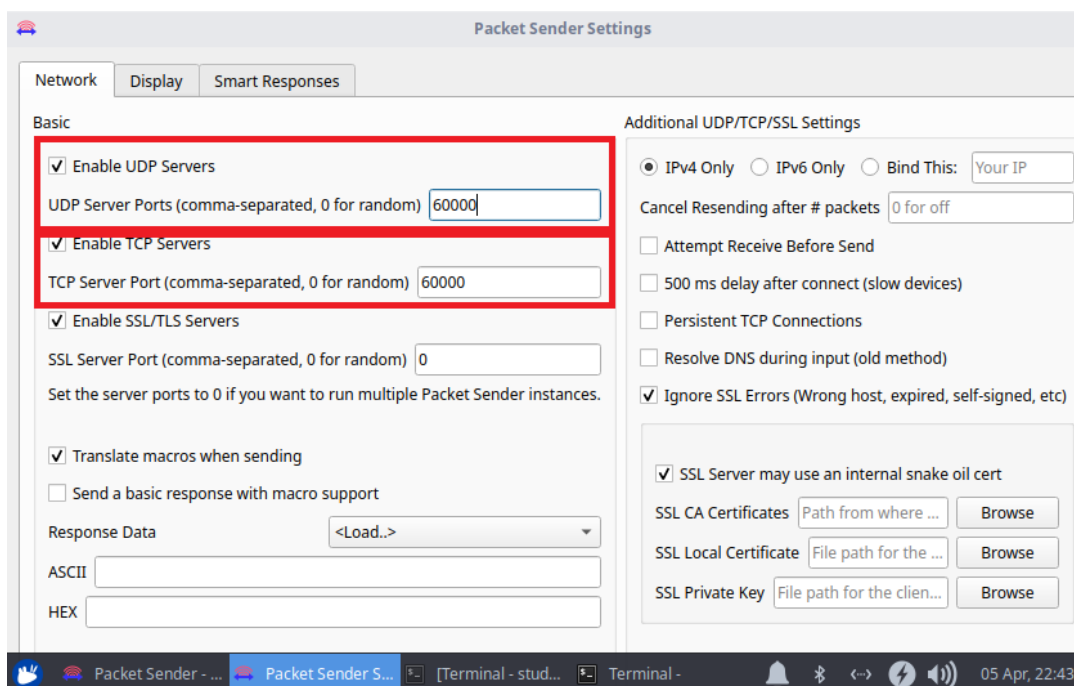 Packet Sender Settings
Network Display Smart Responses
Basic
Enable UDP Servers
UDP Server Ports (comma-separated, 0 for random) 60000
Enable TCP Servers
TCP Server Port (comma-separated, 0 for random) 60000
Enable SSL/TLS Servers
SSL Server Port (comma-separated, 0 for random) 0
Set the server ports to 0 if you want to run multiple Packet Sender instances.
Translate macros when sending
Send a basic response with macro support
Response Data <Load..>
ASCII
HEX
Additional UDP/TCP/SSL Settings
IPv4 Only IPv6 Only Bind This: Your IP
Cancel Resending after # packets 0 for off
Attempt Receive Before Send
500 ms delay after connect (slow devices)
Persistent TCP Connections
Resolve DNS during input (old method)
Ignore SSL Errors (Wrong host, expired, self-signed, etc)
SSL Server may use an internal snake oil cert
SSL CA Certificates Path from where ... Browse
SSL Local Certificate File path for the ... Browse
SSL Private Key File path for the clien... Browse
Packet Sender - ... Packet Sender S... [Terminal - stud... Terminal - 05 Apr, 22:43